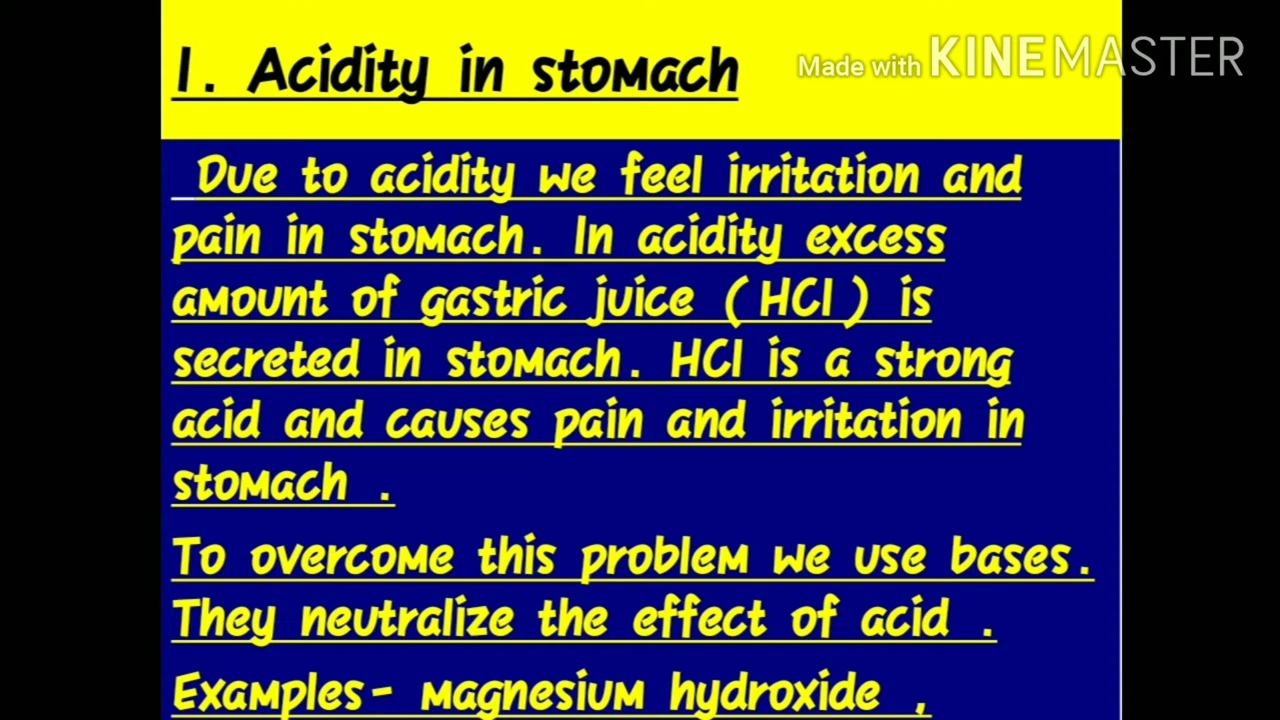 1. Acidity in stomach
Made with KINEMASTER
Due to acidity we feel irritation and
pain in stomach. In acidity excess
amount of gastric juice (HCl) is
secreted in stomach. HCl is a strong
acid and causes pain and irritation in
stomach .
To overcome this problem we use bases.
They neutralize the effect of acid .
Examples- magnesium hydroxide ,